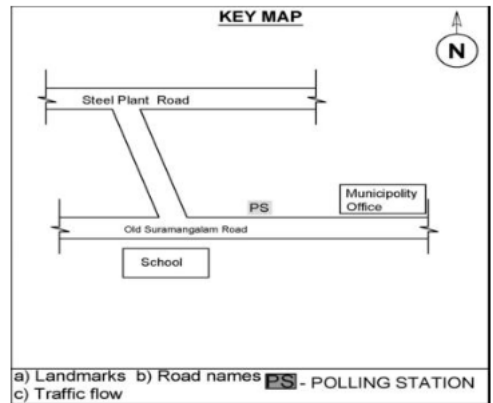 KEY MAP
N
Steel Plant Road
PS
Municipolity
Office
Old Suramangalam Road
School
a) Landmarks b) Road names PS - POLLING STATION
c) Traffic flow